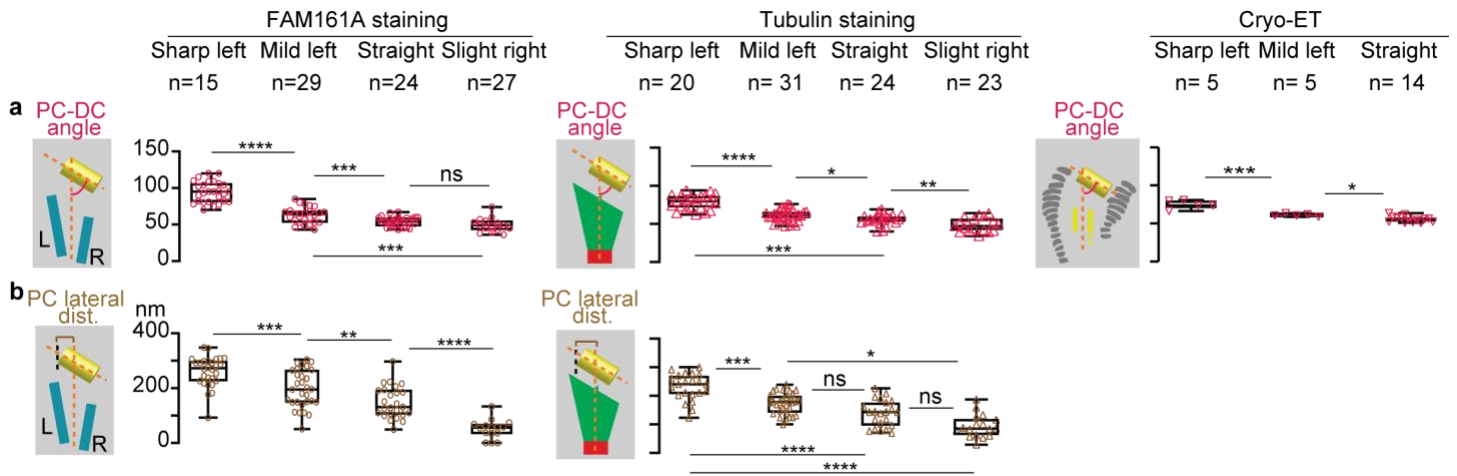 FAM161A staining Tubulin staining Cryo-ET
Sharp left Mild left Straight Slight right Sharp left Mild left Straight Slight right Sharp left Mild left Straight
n=15 n=29 n=24 n=27 n= 20 n= 31 n= 24 n= 23 n= 5 n= 5 n= 14
a PC-DC PC-DC PC-DC
angle angle angle
150
**** *** ns **** * ** *** *
100
50
L R
0
*** ***
b PC lateral PC lateral
dist. nm dist.
400
*** ** **** *** ns ns *
200
L R
0
****
****